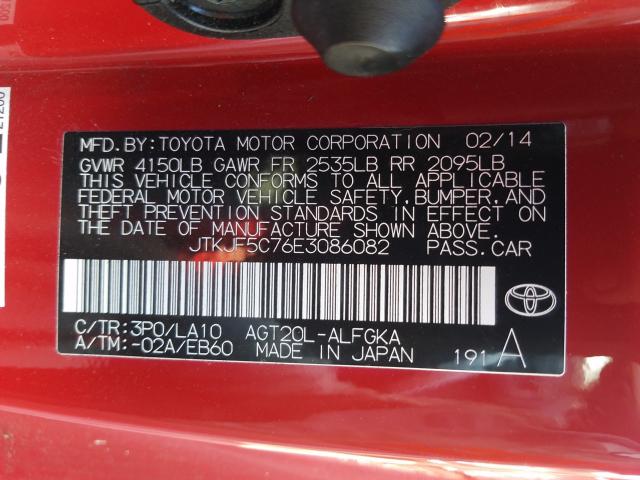 MFD.BY:TOYOTA MOTOR CORPORATION 02/14
GVWR 4150LB GAWR FR 2535LB RR 2095LB
THIS VEHICLE CONFORMS TO ALL APPLICABLE
FEDERAL MOTOR VEHICLE SAFETY,BUMPER,AND
THEFT PREVENTION STANDARDS IN EFFECT ON
THE DATE OF MANUFACTURE SHOWN ABOVE.
JTKJF5C76E3086082 PASS.CAR
C/TR:3P0/LA10 AGT20L-ALFGKA
A/TM:-02A/EB60 MADE IN JAPAN 191 A